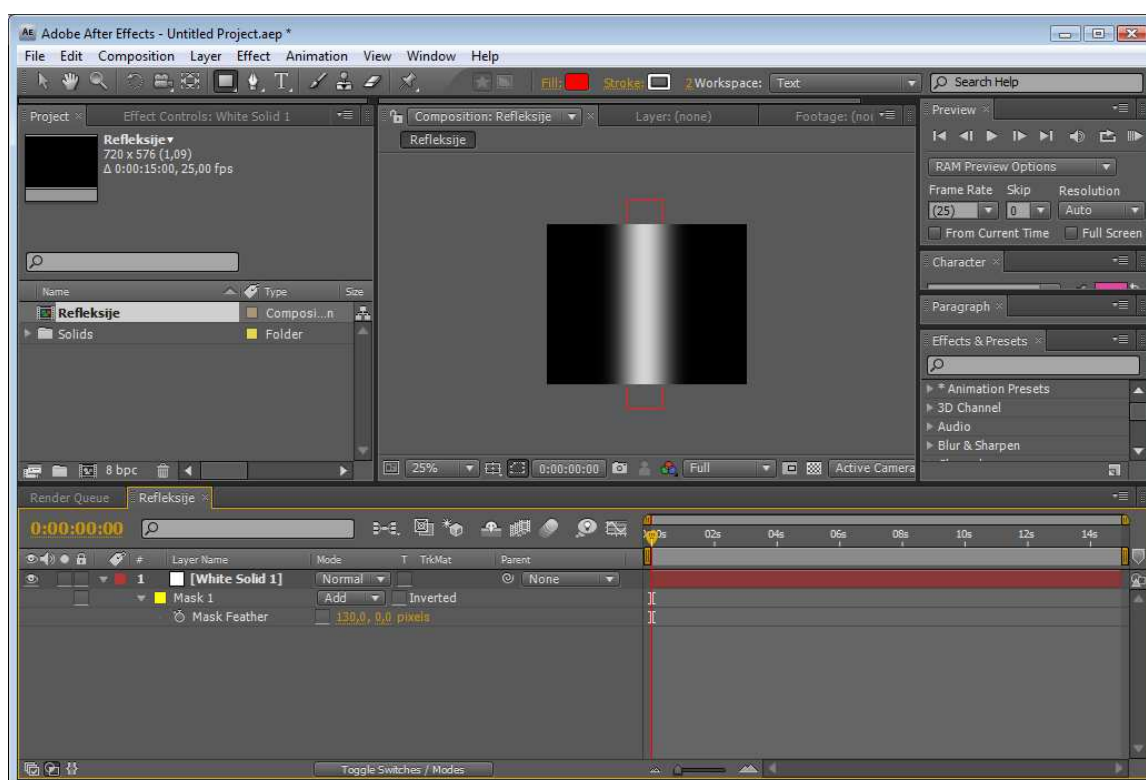 Adobe After Effects - Untitled Project.aep *
File Edit Composition Layer Effect Animation View Window Help
Fill: Stroke: 2 Workspace: Text Search Help
Project Effect Controls: White Solid 1
Refleksije
720 x 576 (1,09)
Δ 0:00:15:00, 25,00 fps
Name Type Size
Refleksije Composi...n
Solids Folder
8 bpc
Composition: Refleksije Layer: (none) Footage: (noi
Refleksije
25% 0:00:00:00 Full Active Camera
Preview
RAM Preview Options
Frame Rate Skip Resolution
(25) 0 Auto
From Current Time Full Screen
Character
Paragraph
Effects & Presets
* Animation Presets
3D Channel
Audio
Blur & Sharpen
Render Queue Refleksije
0:00:00:00
02s 04s 06s 08s 10s 12s 14s
# Layer Name Mode T TrkMat Parent
1 [White Solid 1] Normal None
Mask 1 Add Inverted
Mask Feather 130,0, 0,0 pixels
Toggle Switches / Modes